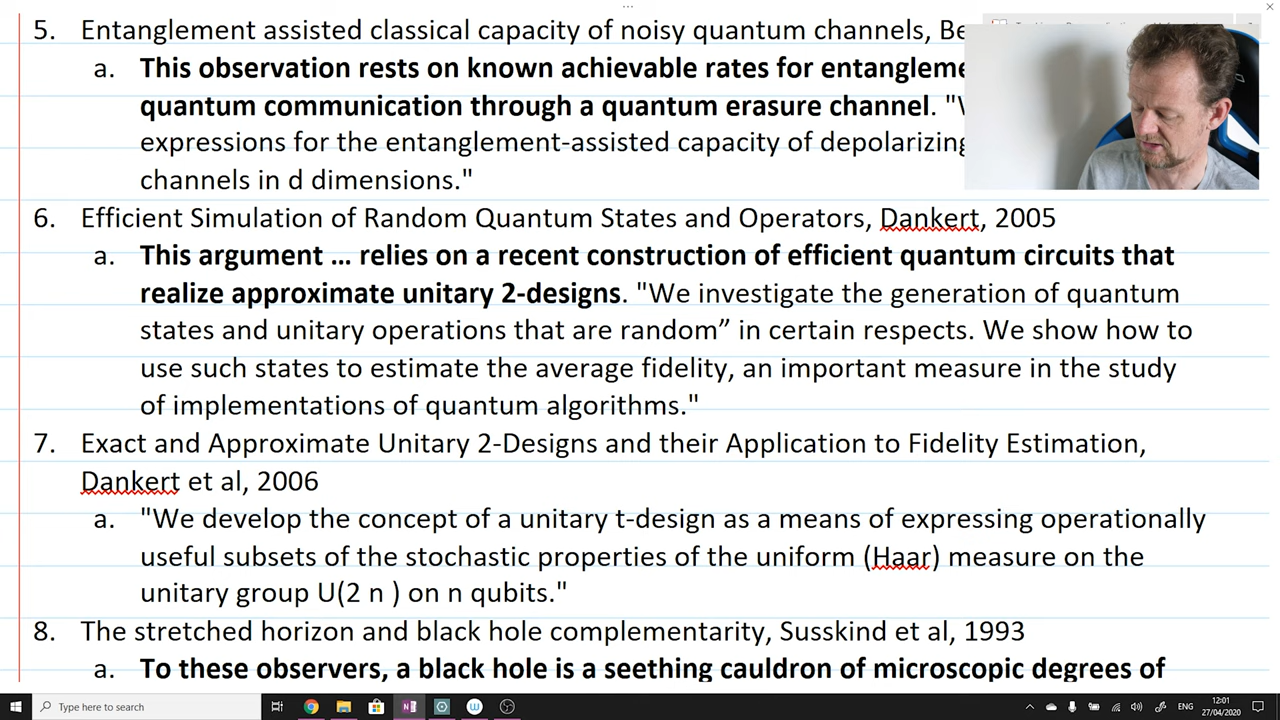 5. Entanglement assisted classical capacity of noisy quantum channels, Be
a. This observation rests on known achievable rates for entangleme
quantum communication through a quantum erasure channel. "
expressions for the entanglement-assisted capacity of depolarizing
channels in d dimensions."
6. Efficient Simulation of Random Quantum States and Operators, Dankert, 2005
a. This argument … relies on a recent construction of efficient quantum circuits that
realize approximate unitary 2-designs. "We investigate the generation of quantum
states and unitary operations that are random” in certain respects. We show how to
use such states to estimate the average fidelity, an important measure in the study
of implementations of quantum algorithms."
7. Exact and Approximate Unitary 2-Designs and their Application to Fidelity Estimation,
Dankert et al, 2006
a. "We develop the concept of a unitary t-design as a means of expressing operationally
useful subsets of the stochastic properties of the uniform (Haar) measure on the
unitary group U(2 n ) on n qubits."
8. The stretched horizon and black hole complementarity, Susskind et al, 1993
a. To these observers, a black hole is a seething cauldron of microscopic degrees of
Type here to search
ENG
12:01
27/04/2020